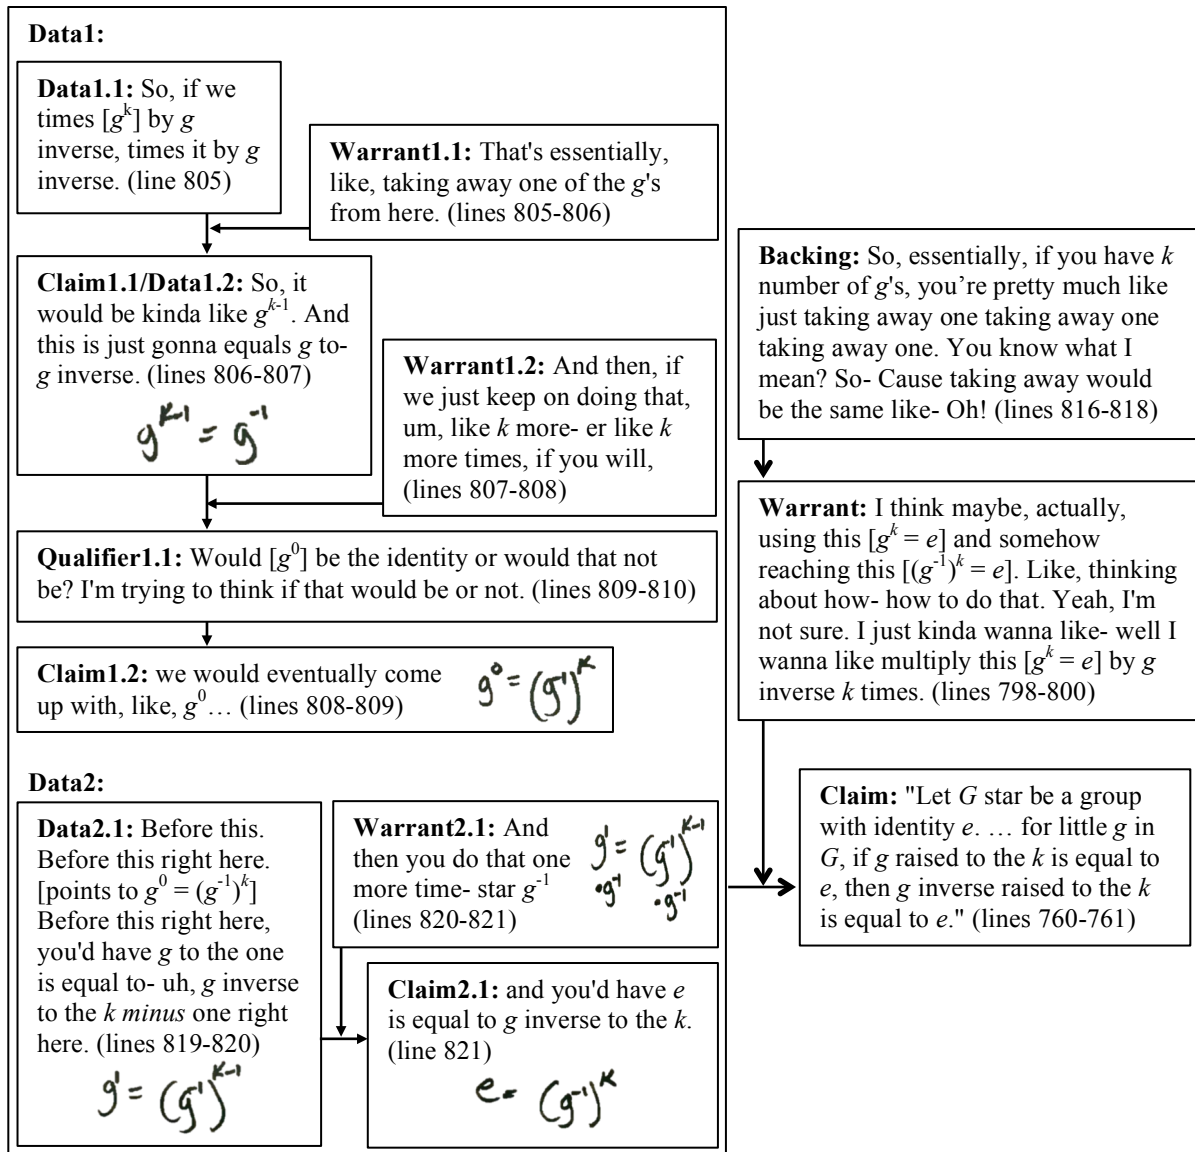 Data1:
Data1.1: So, if we
times [gᵏ] by g
inverse, times it by g
inverse. (line 805)
Warrant1.1: That's essentially,
like, taking away one of the g's
from here. (lines 805-806)
Claim1.1/Data1.2: So, it
would be kinda like gᵏ⁻¹. And
this is just gonna equals g to-
g inverse. (lines 806-807)
gᵏ⁻¹ = g⁻¹
Warrant1.2: And then, if
we just keep on doing that,
um, like k more- er like k
more times, if you will,
(lines 807-808)
Qualifier1.1: Would [g⁰] be the identity or would that not
be? I'm trying to think if that would be or not. (lines 809-810)
Claim1.2: we would eventually come
up with, like, g⁰… (lines 808-809)
g⁰ = (g⁻¹)ᵏ
Data2:
Data2.1: Before this.
Before this right here.
[points to g⁰ = (g⁻¹)ᵏ]
Before this right here,
you'd have g to the one
is equal to- uh, g inverse
to the k minus one right
here. (lines 819-820)
g¹ = (g⁻¹)ᵏ⁻¹
Warrant2.1: And
then you do that one
more time- star g⁻¹
(lines 820-821)
g¹ = (g⁻¹)ᵏ⁻¹
·g⁻¹ ·g⁻¹
Claim2.1: and you'd have e
is equal to g inverse to the k.
(line 821)
e = (g⁻¹)ᵏ
Backing: So, essentially, if you have k
number of g's, you’re pretty much like
just taking away one taking away one
taking away one. You know what I
mean? So- Cause taking away would
be the same like- Oh! (lines 816-818)
Warrant: I think maybe, actually,
using this [gᵏ = e] and somehow
reaching this [(g⁻¹)ᵏ = e]. Like, thinking
about how- how to do that. Yeah, I'm
not sure. I just kinda wanna like- well I
wanna like multiply this [gᵏ = e] by g
inverse k times. (lines 798-800)
Claim: "Let G star be a group
with identity e. … for little g in
G, if g raised to the k is equal to
e, then g inverse raised to the k
is equal to e." (lines 760-761)